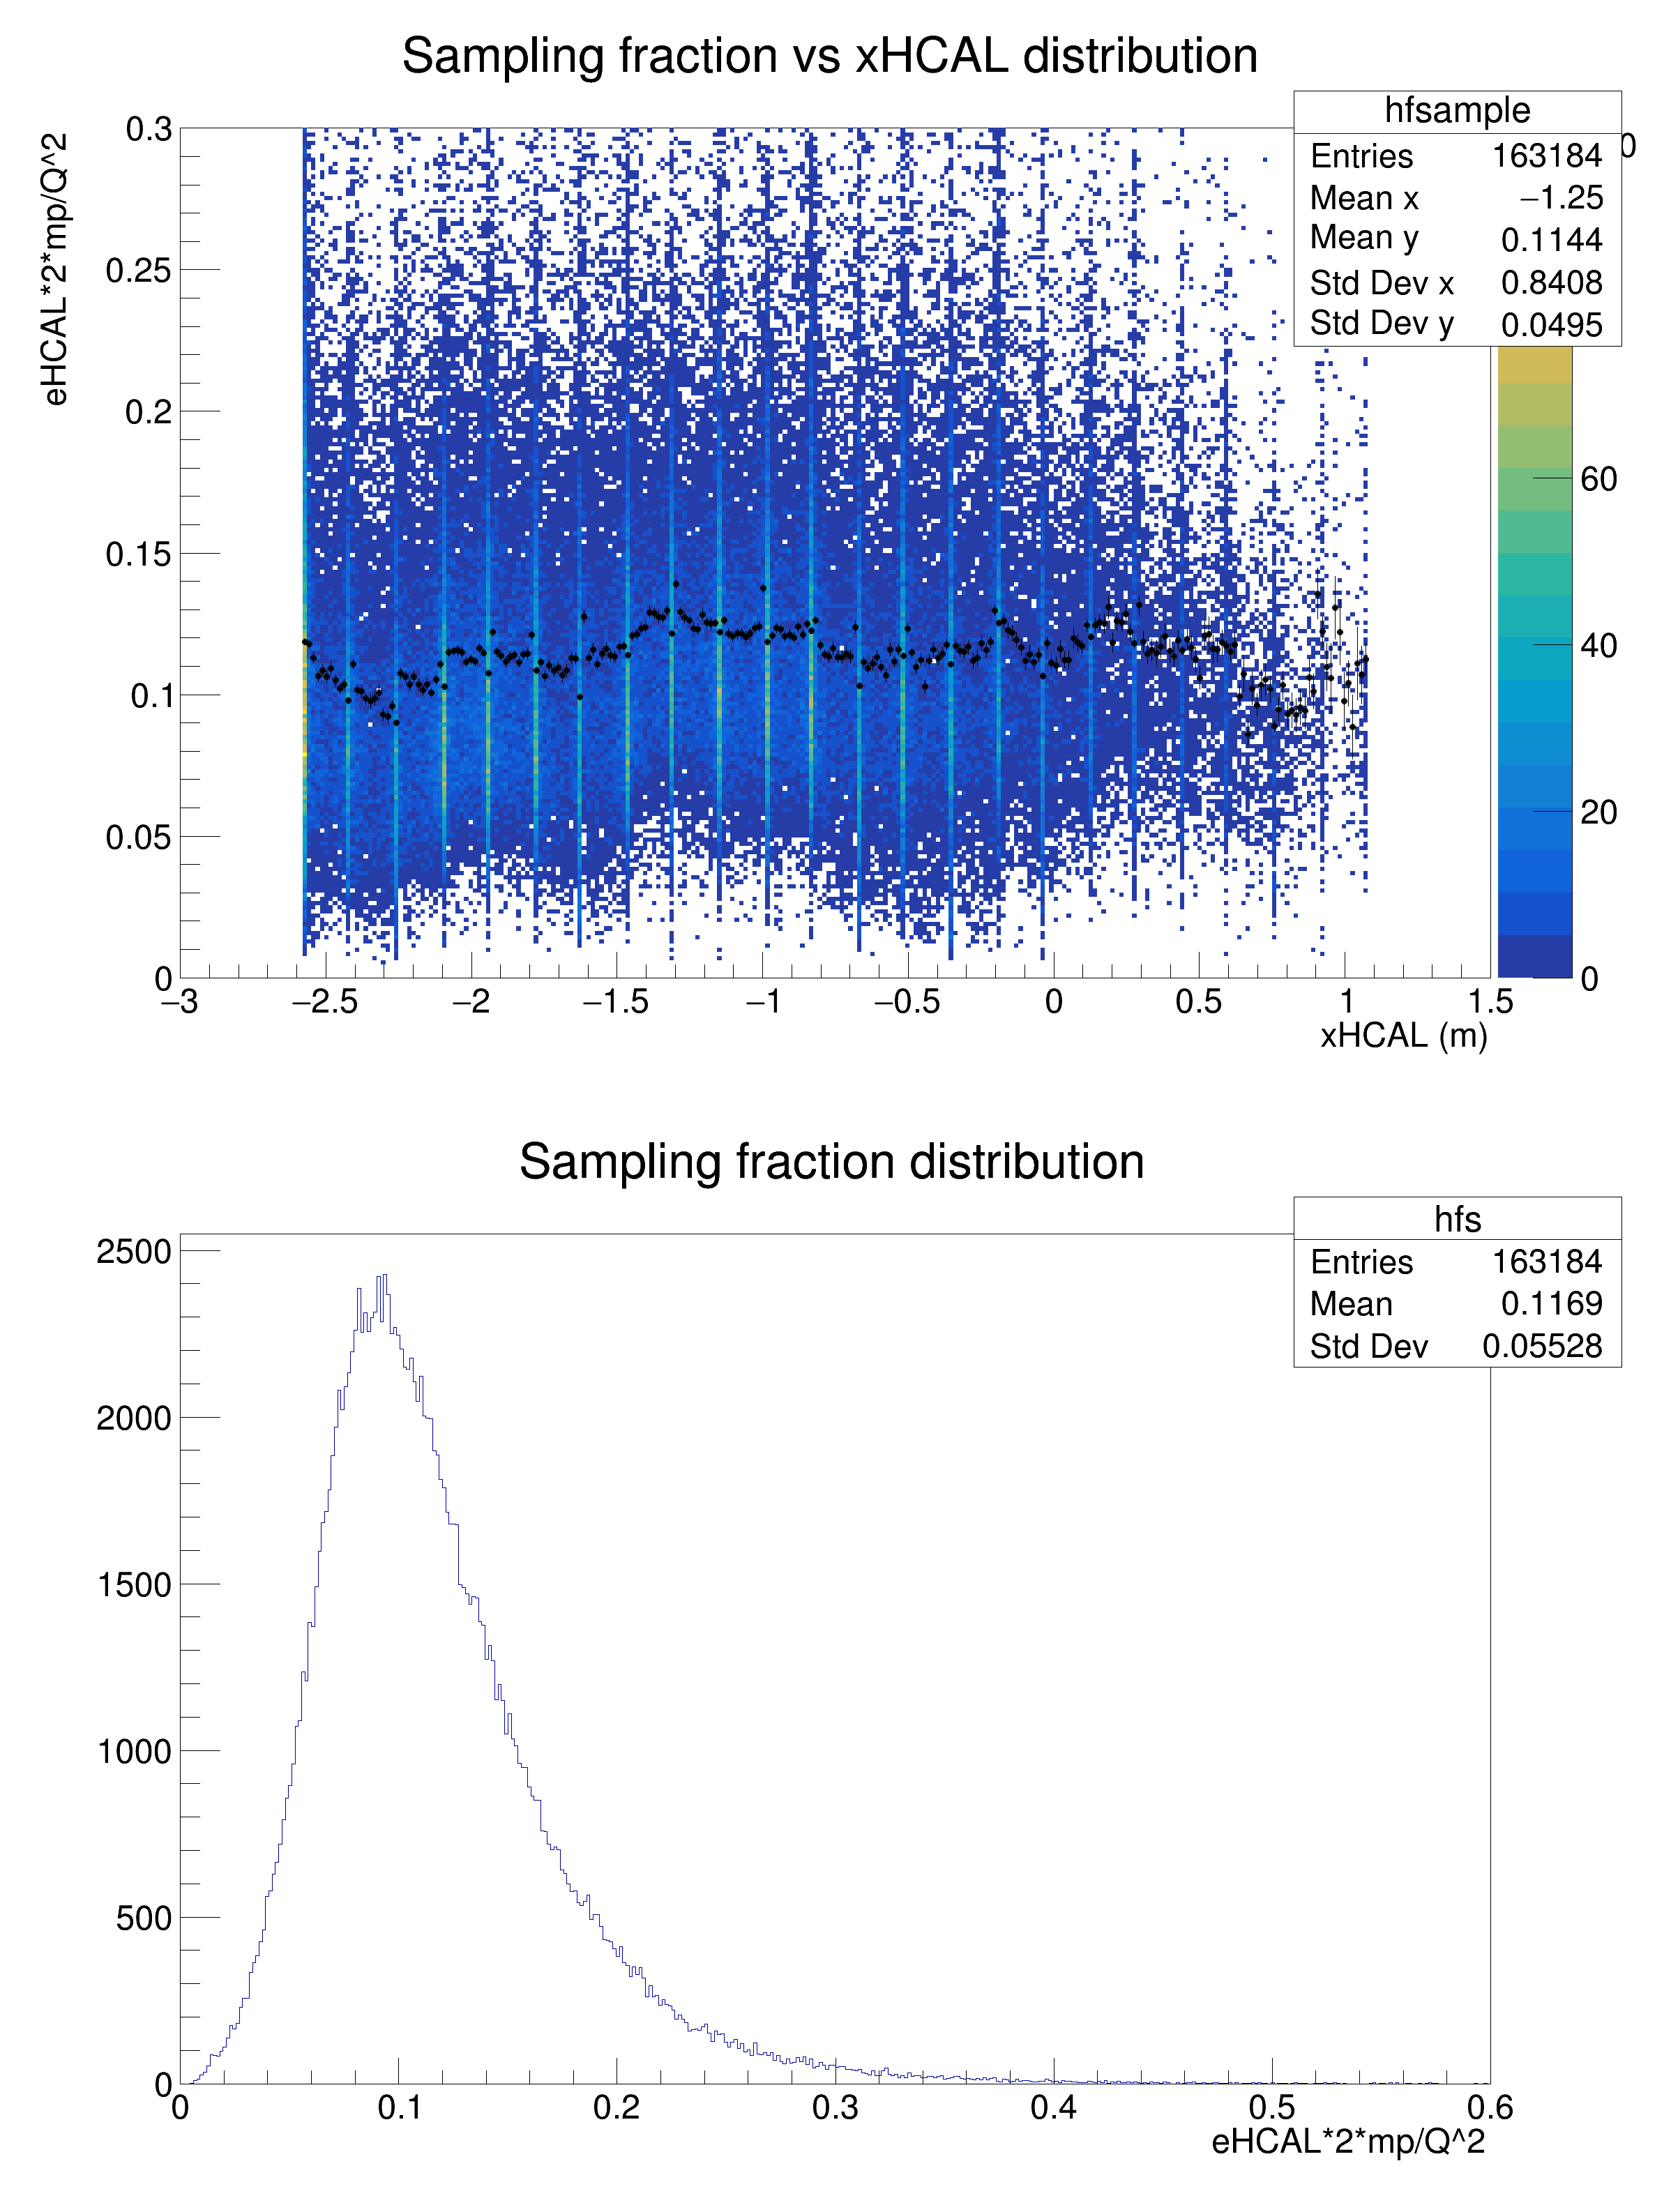 Sampling fraction vs xHCAL distribution
eHCAL*2*mp/Q^2
hfsample
Entries 163184
Mean x −1.25
Mean y 0.1144
Std Dev x 0.8408
Std Dev y 0.0495
0.3
0.25
0.2
0.15
0.1
0.05
0
0
60
40
20
0
−3 −2.5 −2 −1.5 −1 −0.5 0 0.5 1 1.5
xHCAL (m)
Sampling fraction distribution
hfs
Entries 163184
Mean 0.1169
Std Dev 0.05528
2500
2000
1500
1000
500
0
0 0.1 0.2 0.3 0.4 0.5 0.6
eHCAL*2*mp/Q^2